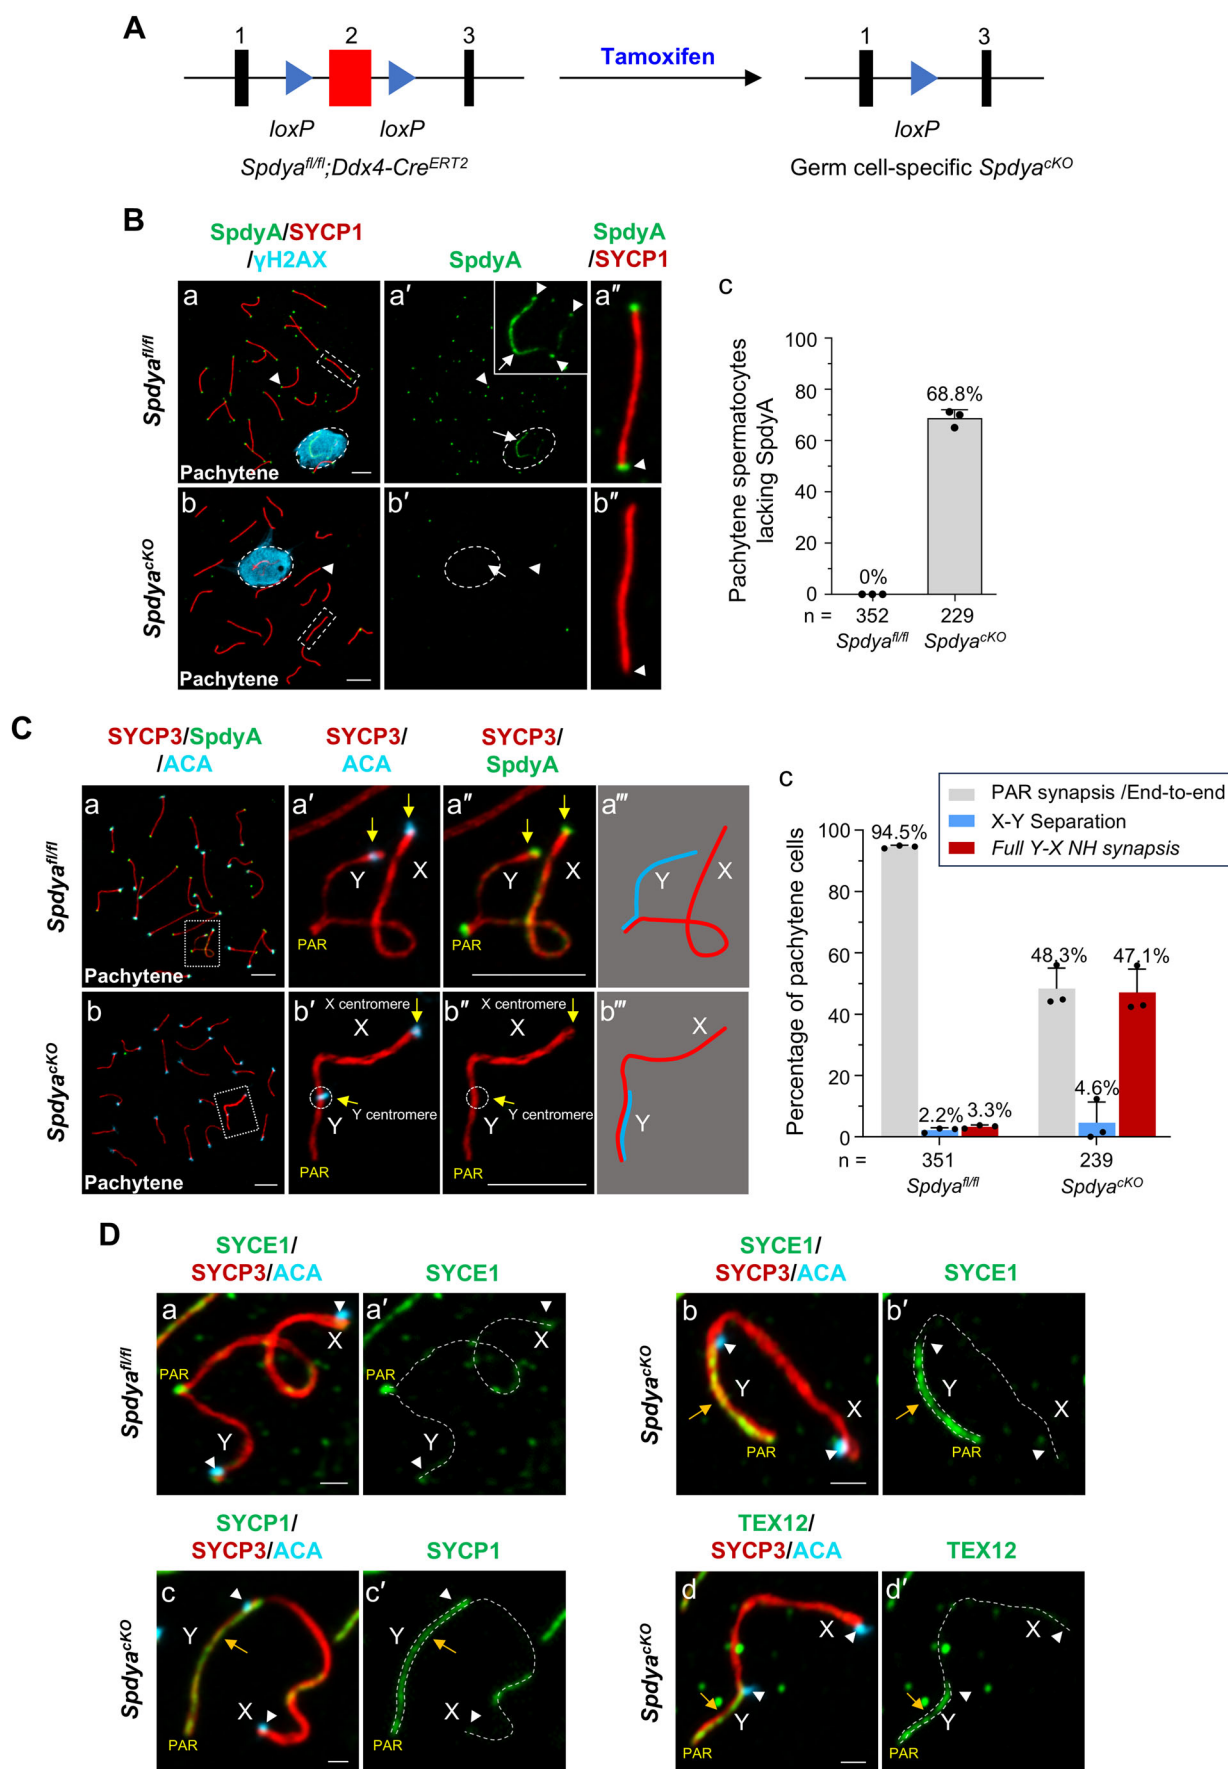 A
1 2 3
Tamoxifen
1 3
loxP loxP
loxP
Spdya^fl/fl;Ddx4-Cre^ERT2
Germ cell-specific Spdya^cKO
B
SpdyA/SYCP1
/γH2AX
SpdyA
SpdyA
/SYCP1
Spdya^fl/fl
a
Pachytene
a′
a″
Spdya^cKO
b
Pachytene
b′
b″
c
Pachytene spermatocytes
lacking SpdyA
100
80
60
40
20
0
0%
68.8%
n = 352 229
Spdya^fl/fl Spdya^cKO
C
SYCP3/SpdyA
/ACA
SYCP3/
ACA
SYCP3/
SpdyA
Spdya^fl/fl
a
Pachytene
a′
Y
X
PAR
a″
Y
X
PAR
a‴
Y
X
Spdya^cKO
b
Pachytene
b′
X centromere
X
Y centromere
Y
PAR
b″
X centromere
X
Y centromere
Y
PAR
b‴
X
Y
c
PAR synapsis /End-to-end
X-Y Separation
Full Y-X NH synapsis
Percentage of pachytene cells
100
80
60
40
20
0
94.5%
2.2%
3.3%
48.3%
4.6%
47.1%
n = 351 239
Spdya^fl/fl Spdya^cKO
D
SYCE1/
SYCP3/ACA
SYCE1
Spdya^fl/fl
a
X
PAR
Y
a′
X
PAR
Y
SYCE1/
SYCP3/ACA
SYCE1
Spdya^cKO
b
Y
X
PAR
b′
Y
X
PAR
SYCP1/
SYCP3/ACA
SYCP1
Spdya^cKO
c
Y
X
PAR
c′
Y
X
PAR
TEX12/
SYCP3/ACA
TEX12
Spdya^cKO
d
X
Y
PAR
d′
X
Y
PAR